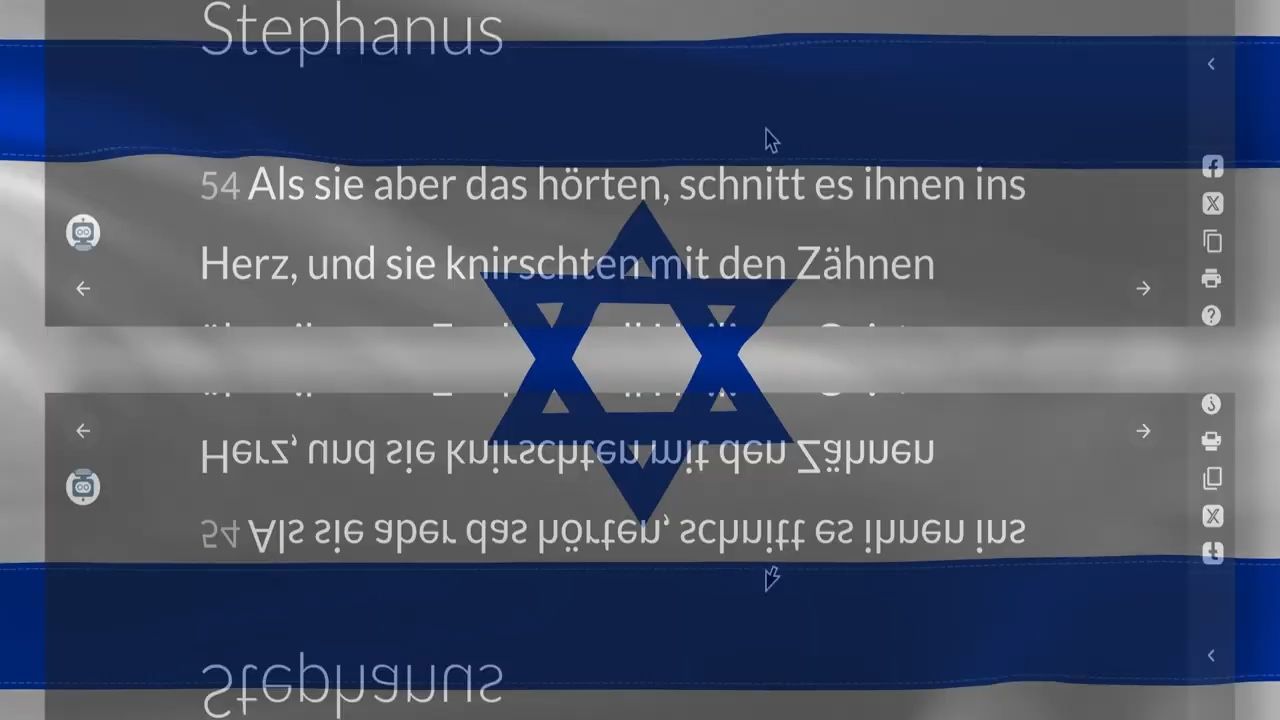 Stephanus
54 Als sie aber das hörten, schnitt es ihnen ins
Herz, und sie knirschten mit den Zähnen
Herz, und sie knirschten mit den Zähnen
54 Als sie aber das hörten, schnitt es ihnen ins
Stephanus